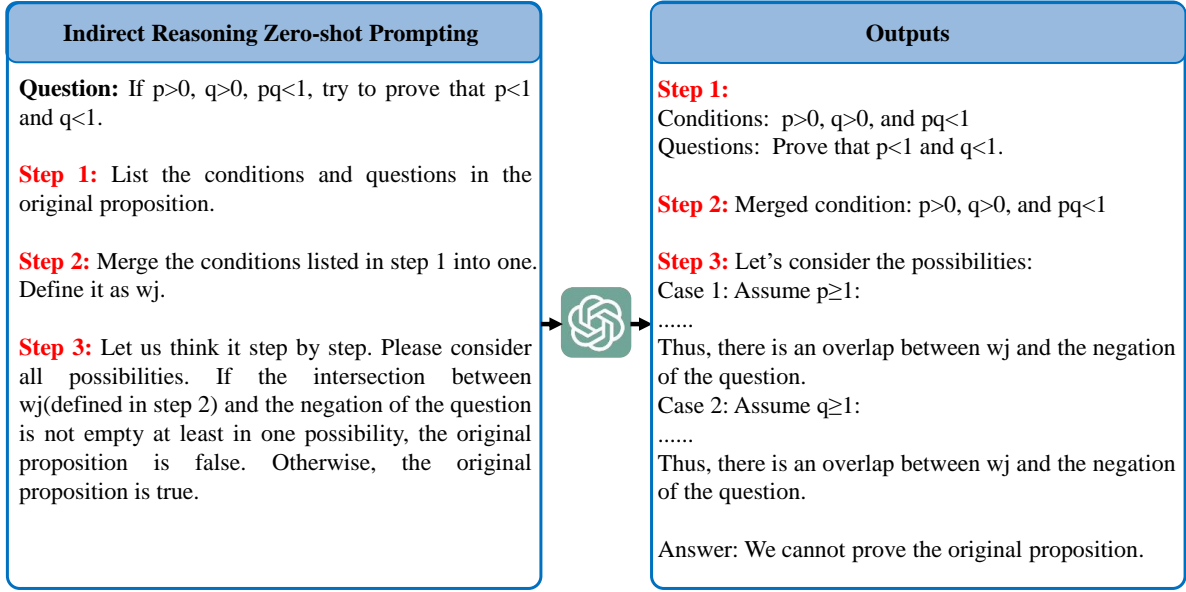 Indirect Reasoning Zero-shot Prompting
Question: If p>0, q>0, pq<1, try to prove that p<1
and q<1.
Step 1: List the conditions and questions in the
original proposition.
Step 2: Merge the conditions listed in step 1 into one.
Define it as wj.
Step 3: Let us think it step by step. Please consider
all possibilities. If the intersection between
wj(defined in step 2) and the negation of the question
is not empty at least in one possibility, the original
proposition is false. Otherwise, the original
proposition is true.
Outputs
Step 1:
Conditions: p>0, q>0, and pq<1
Questions: Prove that p<1 and q<1.
Step 2: Merged condition: p>0, q>0, and pq<1
Step 3: Let’s consider the possibilities:
Case 1: Assume p≥1:
......
Thus, there is an overlap between wj and the negation
of the question.
Case 2: Assume q≥1:
......
Thus, there is an overlap between wj and the negation
of the question.
Answer: We cannot prove the original proposition.